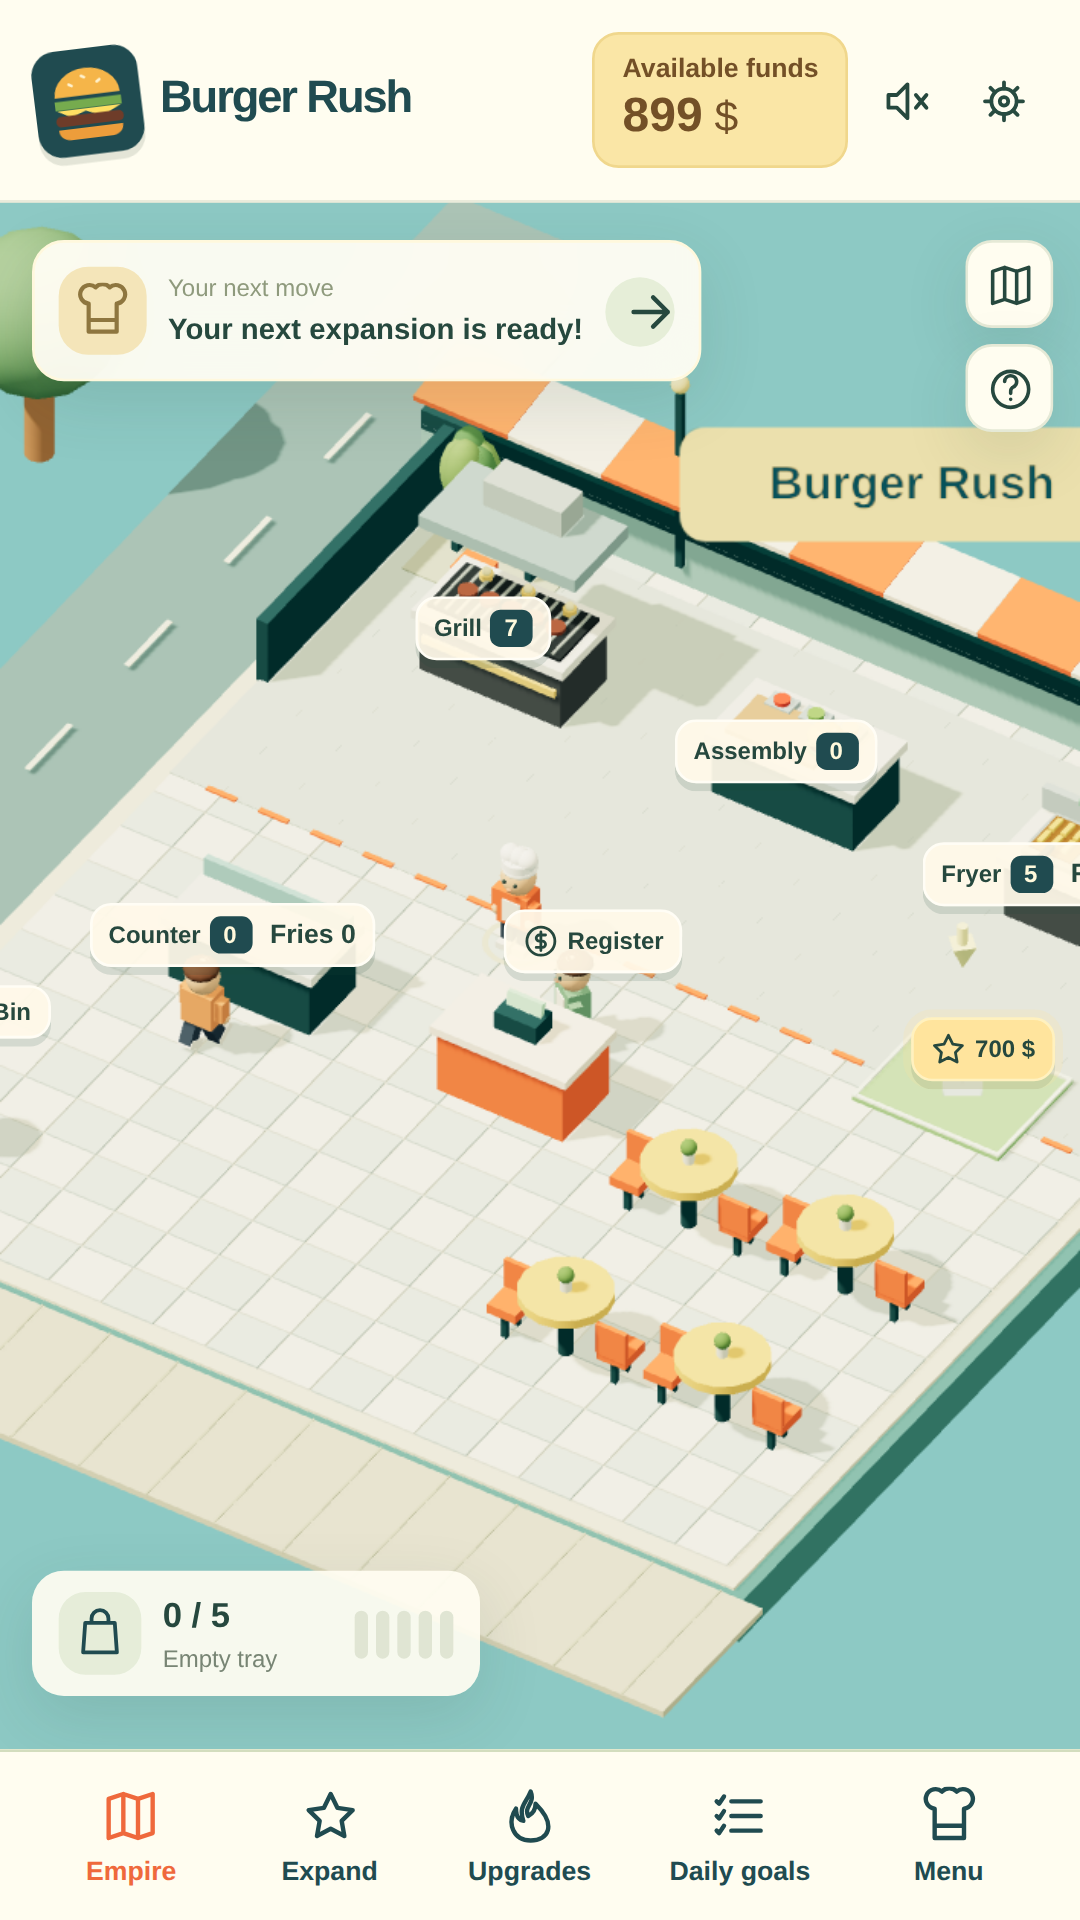 Burger Rush
Available funds
899 $
Your next move
Your next expansion is ready!
Burger Rush
Grill 7
Assembly 0
Fryer 5
Counter 0 Fries 0
Register
Bin
700 $
0 / 5
Empty tray
Empire
Expand
Upgrades
Daily goals
Menu